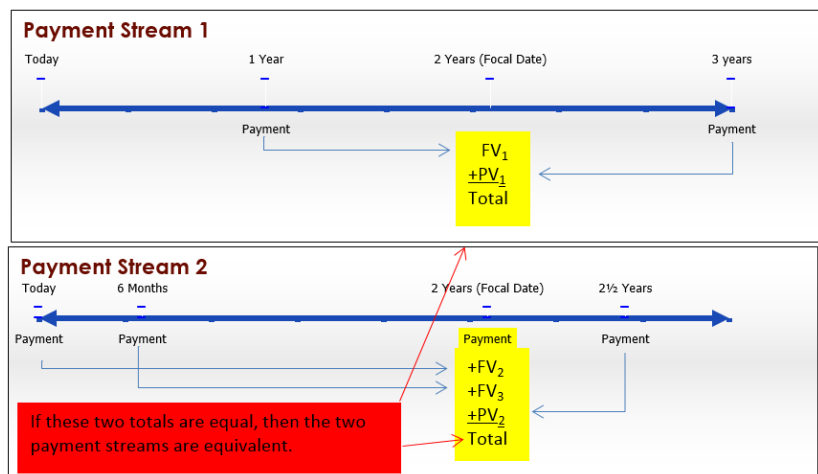 Payment Stream 1
Today 1 Year 2 Years (Focal Date) 3 years
Payment Payment
FV₁
+PV₁
Total
Payment Stream 2
Today 6 Months 2 Years (Focal Date) 2½ Years
Payment Payment Payment Payment
+FV₂
+FV₃
+PV₂
Total
If these two totals are equal, then the two
payment streams are equivalent.